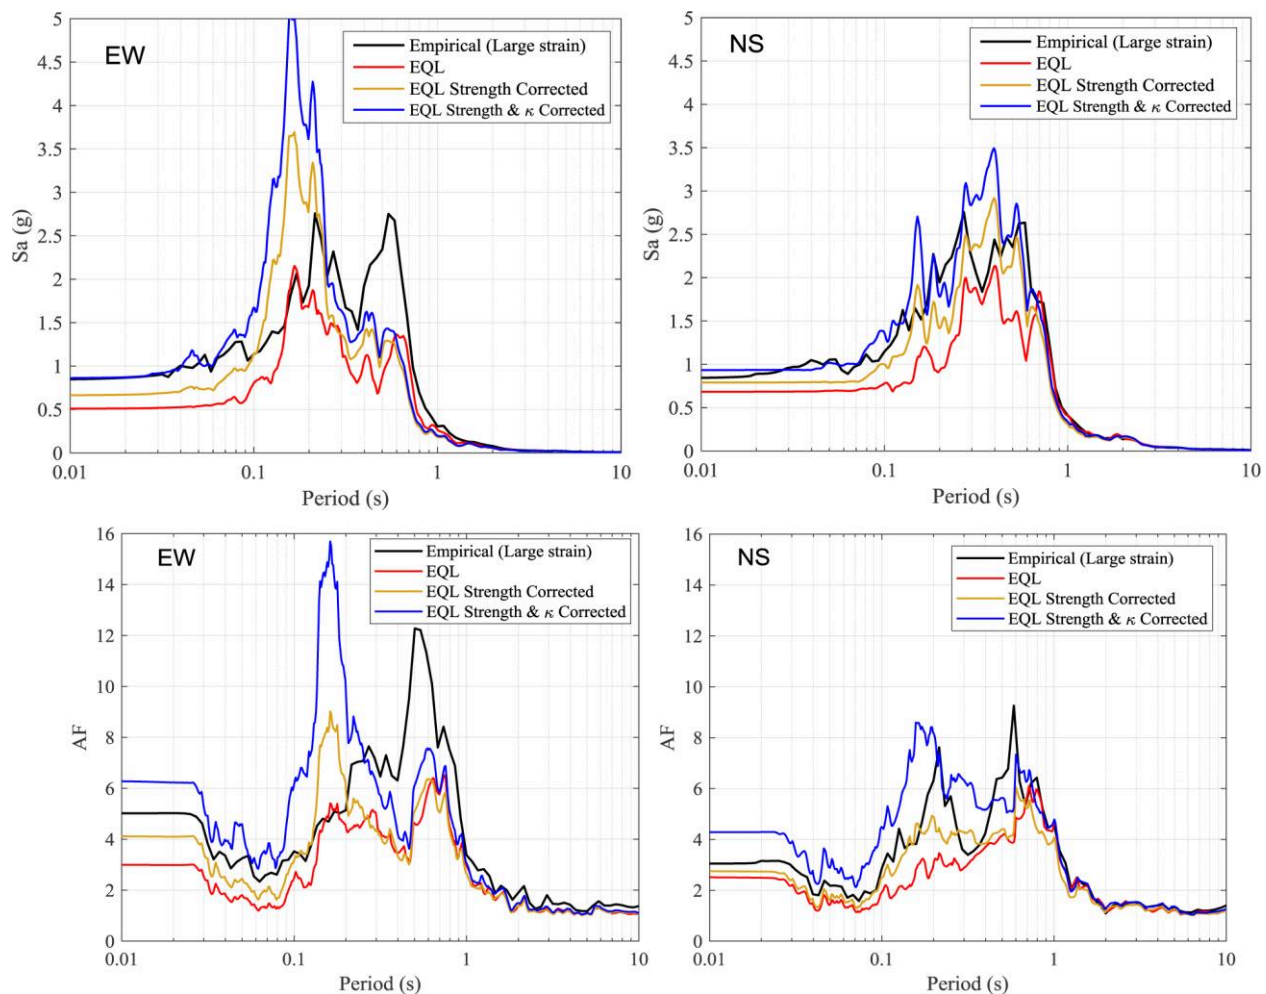 EW
Empirical (Large strain)
EQL
EQL Strength Corrected
EQL Strength & κ Corrected
5
4.5
4
3.5
3
2.5
2
1.5
1
0.5
0
Sa (g)
0.01
0.1
1
10
Period (s)
NS
Empirical (Large strain)
EQL
EQL Strength Corrected
EQL Strength & κ Corrected
5
4.5
4
3.5
3
2.5
2
1.5
1
0.5
0
Sa (g)
0.01
0.1
1
10
Period (s)
EW
Empirical (Large strain)
EQL
EQL Strength Corrected
EQL Strength & κ Corrected
16
14
12
10
8
6
4
2
0
AF
0.01
0.1
1
10
Period (s)
NS
Empirical (Large strain)
EQL
EQL Strength Corrected
EQL Strength & κ Corrected
16
14
12
10
8
6
4
2
0
AF
0.01
0.1
1
10
Period (s)